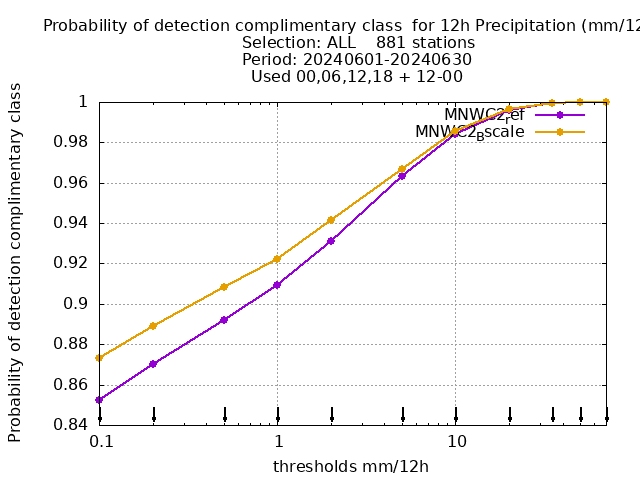 Probability of detection complimentary class  for 12h Precipitation (mm/12
Selection: ALL    881 stations
Period: 20240601-20240630
Used 00,06,12,18 + 12-00
Probability of detection complimentary class
1
0.98
0.96
0.94
0.92
0.9
0.88
0.86
0.84
MNWC2ref
MNWC2Bscale
0.1
1
10
thresholds mm/12h